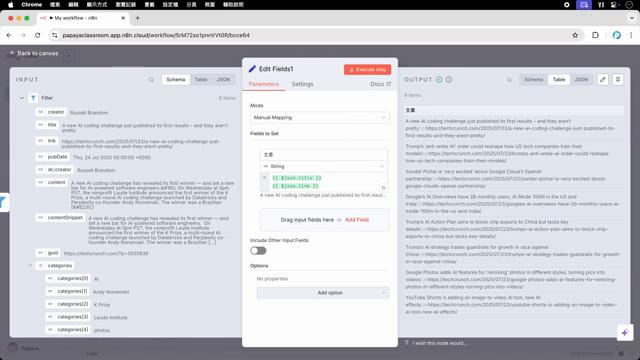 Chrome 檔案 編輯 顯示方式 瀏覽記錄 書籤 設定檔 分頁 視窗 輔助說明
▶ My workflow - n8n
papayaclassroom.app.n8n.cloud/workflow/
Back to canvas
INPUT
Schema Table JSON
Filter
8 items
creator Russell Brandom
title A new AI coding challenge just published its first results – and they aren't pretty
link https://techcrunch.com/2025/07/23/a-new-ai-coding-challenge-just-published-its-first-results-and-they-arent-pretty/
pubDate Thu, 24 Jul 2025 00:00:00 +0000
dc:creator Russell Brandom
content A new AI coding challenge has revealed its first winner — and set a new bar for AI-powered software engineers. On Wednesday at 5pm PST, the nonprofit Laude Institute announced the first winner of the K Prize, a multi-round AI coding challenge launched by Databricks and Perplexity co-founder Andy Konwinski. The winner was a Brazilian [&#8230;]
contentSnippet A new AI coding challenge has revealed its first winner — and set a new bar for AI-powered software engineers. On Wednesday at 5pm PST, the nonprofit Laude Institute announced the first winner of the K Prize, a multi-round AI coding challenge launched by Databricks and Perplexity co-founder Andy Konwinski. The winner was a Brazilian […]
guid https://techcrunch.com/?p=3030839
categories
categories[0] AI
categories[1] Andy Konwinski
categories[2] K Prize
categories[3] Laude Institute
categories[4] photos
Edit Fields1
Execute step
Parameters Settings Docs
Mode
Manual Mapping
Fields to Set
文章
String
{{ $json.title }}
{{ $json.link }}
A new AI coding challenge just published its first resul...
Drag input fields here or Add Field
Include Other Input Fields
Options
No properties
Add option
OUTPUT
Schema Table JSON
8 items
文章
A new AI coding challenge just published its first results – and they aren't pretty
https://techcrunch.com/2025/07/23/a-new-ai-coding-challenge-just-published-its-first-results-and-they-arent-pretty/
Trump's 'anti-woke AI' order could reshape how US tech companies train their models
https://techcrunch.com/2025/07/23/trumps-anti-woke-ai-order-could-reshape-how-us-tech-companies-train-their-models/
Sundar Pichai is 'very excited' about Google Cloud's OpenAI partnership
https://techcrunch.com/2025/07/23/sundar-pichai-is-very-excited-about-google-clouds-openai-partnership/
Google's AI Overviews have 2B monthly users, AI Mode 100M in the US and India
https://techcrunch.com/2025/07/23/googles-ai-overviews-have-2b-monthly-users-ai-mode-100m-in-the-us-and-india/
Trump's AI Action Plan aims to block chip exports to China but lacks key details
https://techcrunch.com/2025/07/23/trumps-ai-action-plan-aims-to-block-chip-exports-to-china-but-lacks-key-details/
Trump's AI strategy trades guardrails for growth in race against China
https://techcrunch.com/2025/07/23/trumps-ai-strategy-trades-guardrails-for-growth-in-race-against-china/
Google Photos adds AI features for 'remixing' photos in different styles, turning pics into videos
https://techcrunch.com/2025/07/23/google-photos-adds-ai-features-for-remixing-photos-in-different-styles-turning-pics-into-videos/
YouTube Shorts is adding an image-to-video AI tool, new AI effects
https://techcrunch.com/2025/07/23/youtube-shorts-is-adding-an-image-to-video-ai-tool-new-ai-effects/
I wish this node would...
Logs